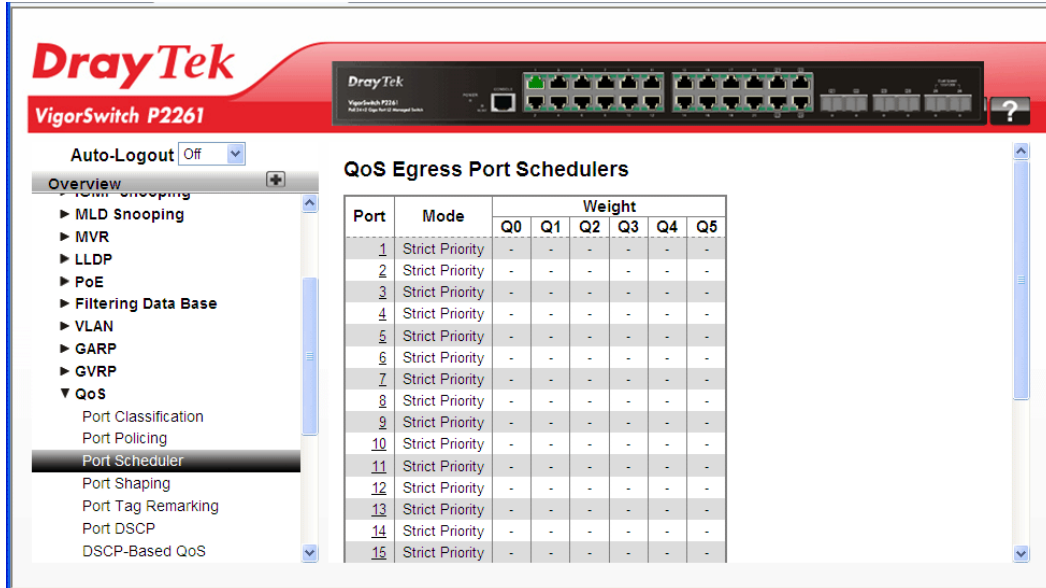 DrayTek
VigorSwitch P2261
DrayTek
VigorSwitch P2261
?
Auto-Logout Off
Overview
IGMP Snooping
MLD Snooping
MVR
LLDP
PoE
Filtering Data Base
VLAN
GARP
GVRP
QoS
Port Classification
Port Policing
Port Scheduler
Port Shaping
Port Tag Remarking
Port DSCP
DSCP-Based QoS
QoS Egress Port Schedulers
Port Mode Weight
Q0 Q1 Q2 Q3 Q4 Q5
1 Strict Priority - - - - - -
2 Strict Priority - - - - - -
3 Strict Priority - - - - - -
4 Strict Priority - - - - - -
5 Strict Priority - - - - - -
6 Strict Priority - - - - - -
7 Strict Priority - - - - - -
8 Strict Priority - - - - - -
9 Strict Priority - - - - - -
10 Strict Priority - - - - - -
11 Strict Priority - - - - - -
12 Strict Priority - - - - - -
13 Strict Priority - - - - - -
14 Strict Priority - - - - - -
15 Strict Priority - - - - - -